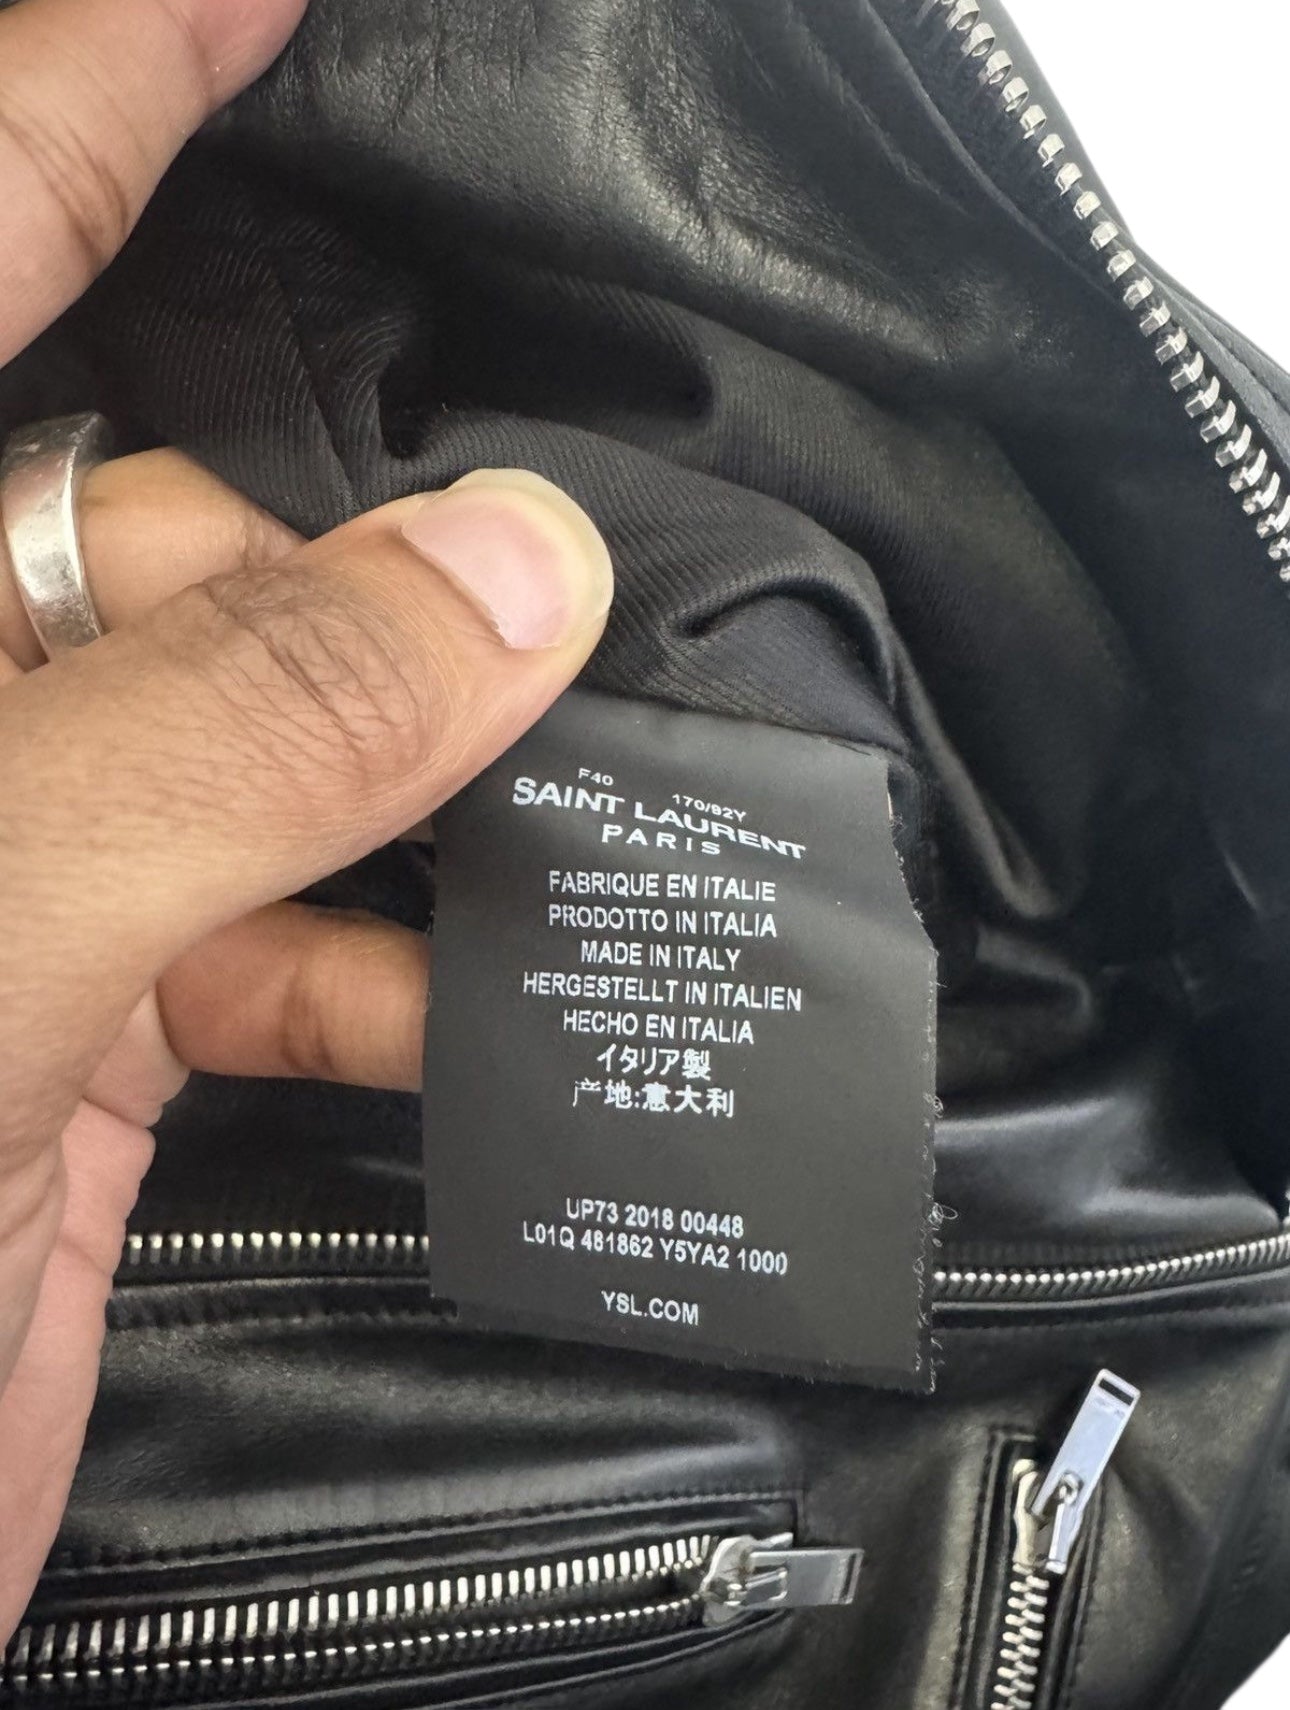 F40 170/92Y
SAINT LAURENT
PARIS
FABRIQUE EN ITALIE
PRODOTTO IN ITALIA
MADE IN ITALY
HERGESTELLT IN ITALIEN
HECHO EN ITALIA
イタリア製
产地:意大利
UP73 2018 00448
L01Q 481862 Y5YA2 1000
YSL.COM